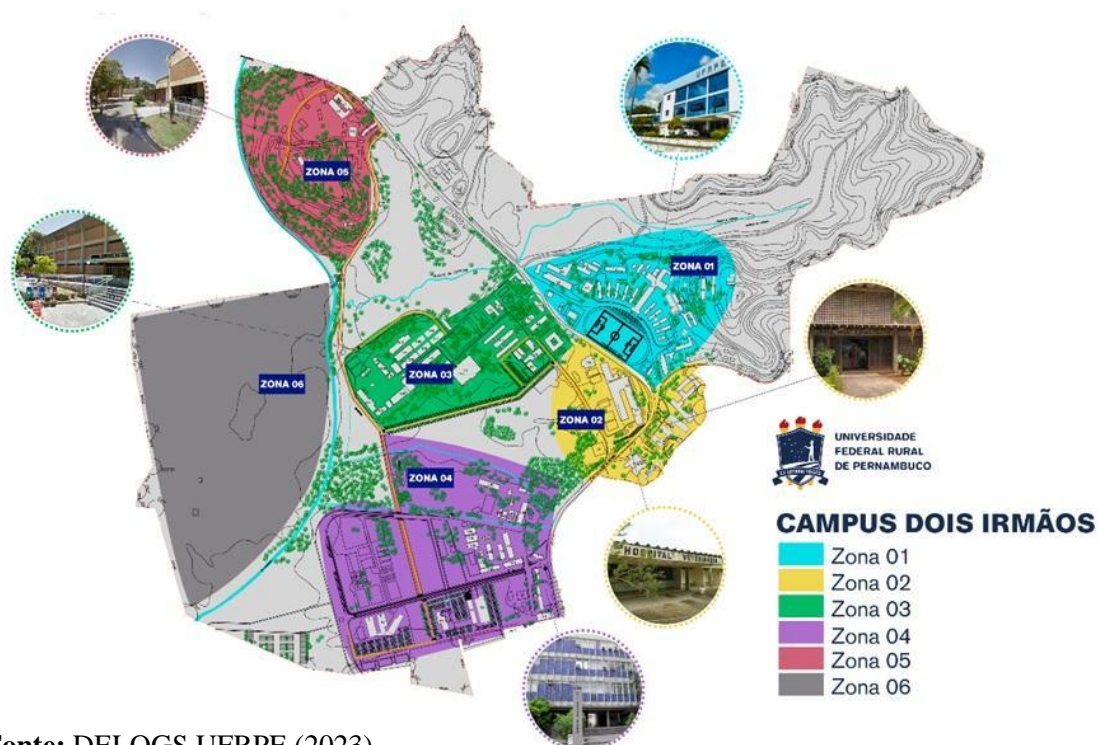 ZONA 05
UFRPE
ZONA 01
ZONA 06
ZONA 03
ZONA 02
ZONA 04
HOSPITAL
UNIVERSIDADE
FEDERAL RURAL
DE PERNAMBUCO
CAMPUS DOIS IRMÃOS
Zona 01
Zona 02
Zona 03
Zona 04
Zona 05
Zona 06
Fonte: DELOGS UFRPE (2023)